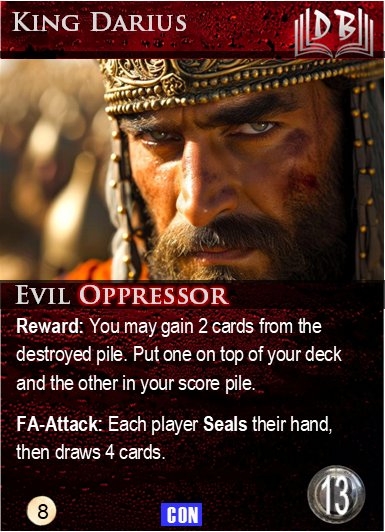 King Darius
DB
Evil Oppressor
Reward: You may gain 2 cards from the
destroyed pile. Put one on top of your deck
and the other in your score pile.
FA-Attack: Each player Seals their hand,
then draws 4 cards.
8
CON
13